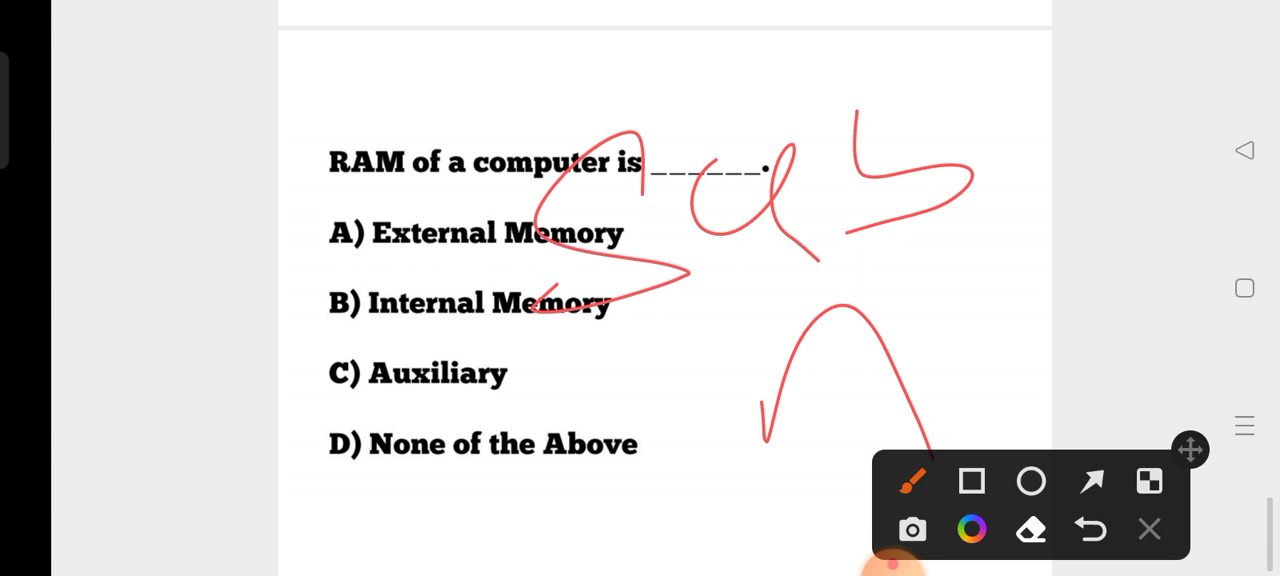 RAM of a computer is ______.
A) External Memory
B) Internal Memory
C) Auxiliary
D) None of the Above